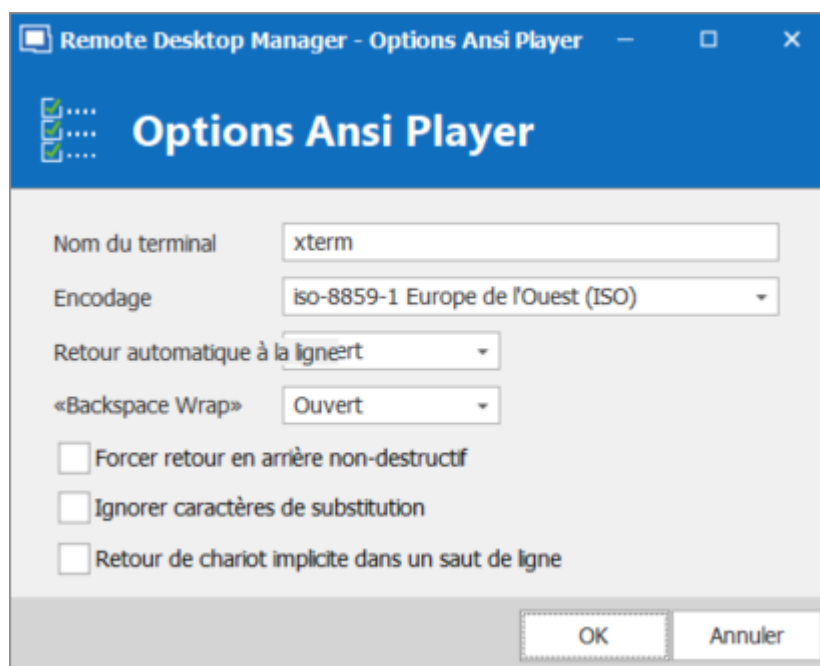 Remote Desktop Manager - Options Ansi Player
Options Ansi Player
Nom du terminal xterm
Encodage iso-8859-1 Europe de l'Ouest (ISO)
Retour automatique à la ligne
«Backspace Wrap» Ouvert
Forcer retour en arrière non-destructif
Ignorer caractères de substitution
Retour de chariot implicite dans un saut de ligne
OK Annuler